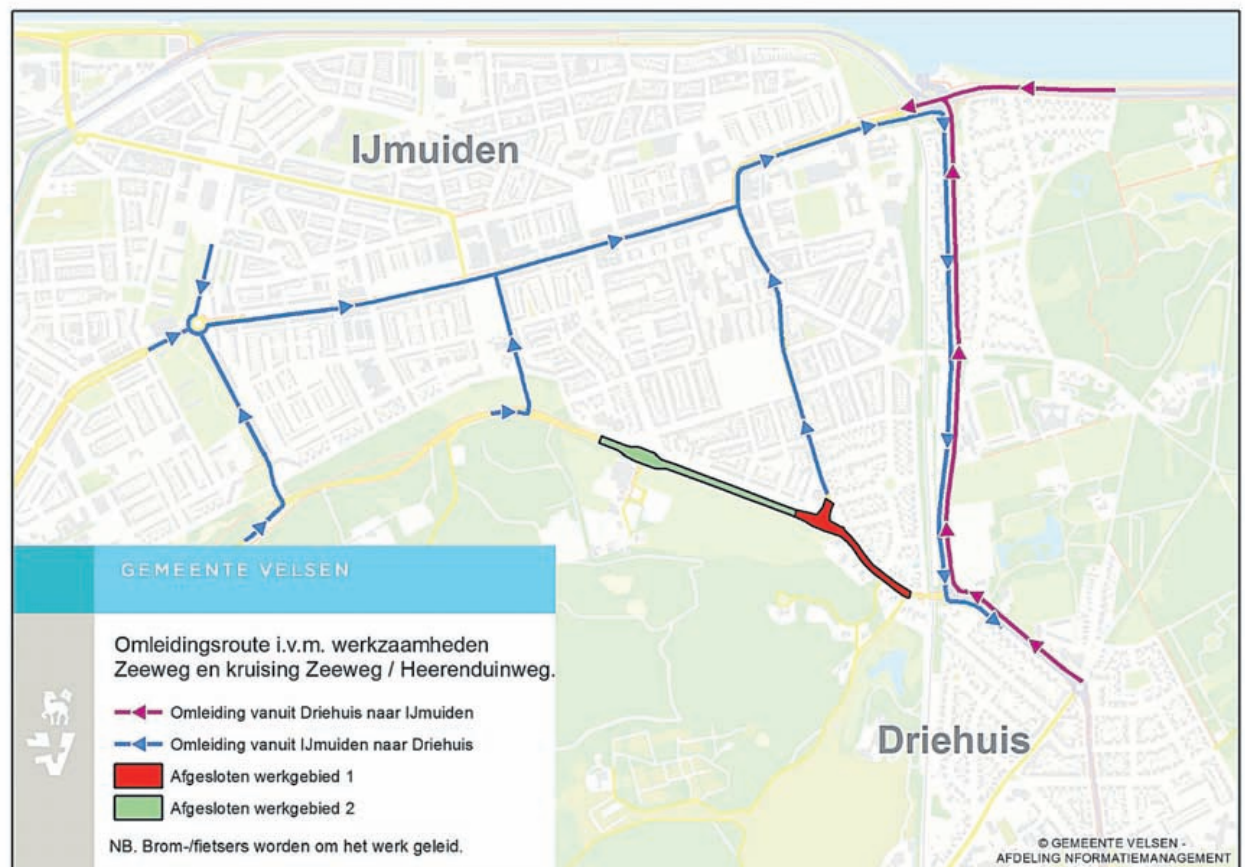 IJmuiden
Driehuis
GEMEENTE VELSEN
Omleidingsroute i.v.m. werkzaamheden
Zeeweg en kruising Zeeweg / Heerenduinweg.
Omleiding vanuit Driehuis naar IJmuiden
Omleiding vanuit IJmuiden naar Driehuis
Afgesloten werkgebied 1
Afgesloten werkgebied 2
NB. Brom-/fietsers worden om het werk geleid.
© GEMEENTE VELSEN -
AFDELING NFORMATIEMANAGEMENT